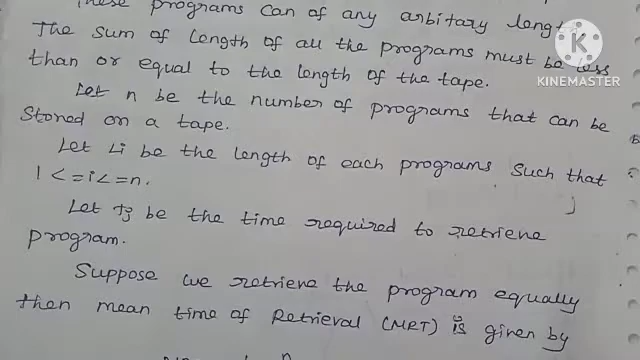 These programs can of any arbitary length
The sum of length of all the programs must be less
than or equal to the length of the tape.
Let n be the number of programs that can be
stored on a tape.
Let Li be the length of each programs such that
1 <= i <= n.
Let tj be the time required to retrieve
program.
Suppose we retrieve the program equally
then mean time of Retrieval (MRT) is given by
n
K
KINEMASTER